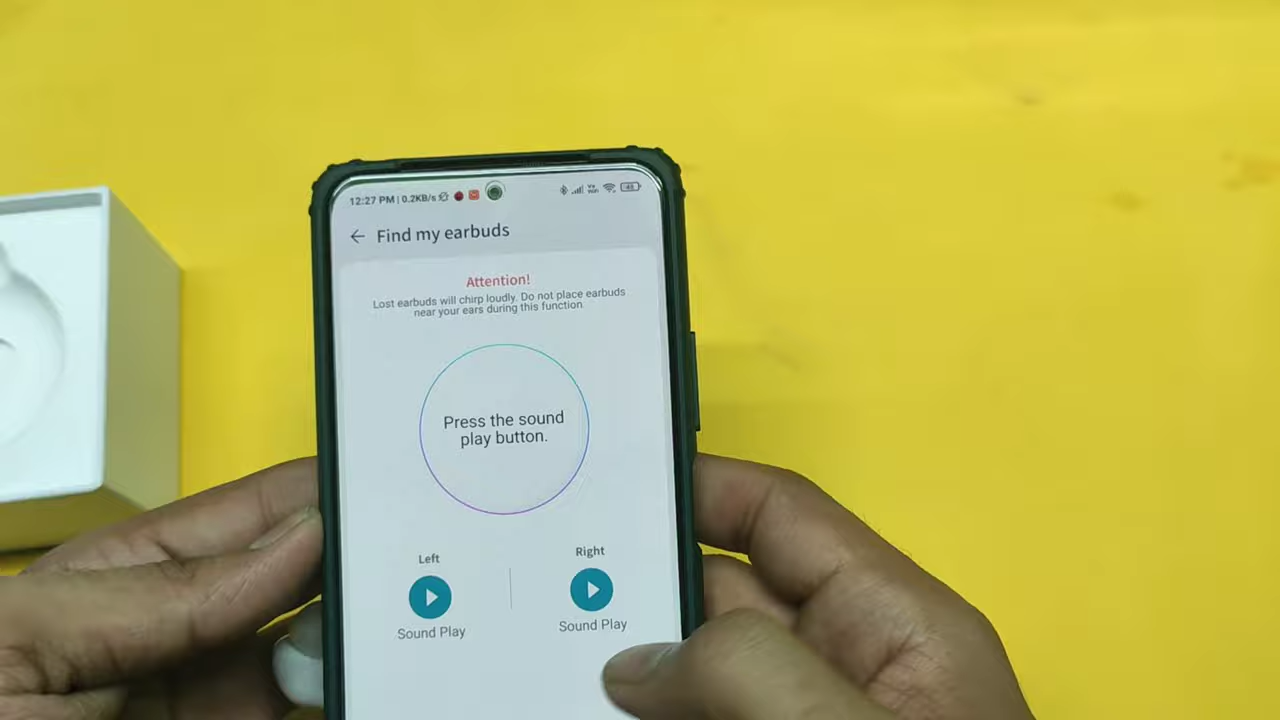 12:27 PM | 0.2KB/s
48
Find my earbuds
Attention!
Lost earbuds will chirp loudly. Do not place earbuds
near your ears during this function
Press the sound
play button.
Left
Right
Sound Play
Sound Play